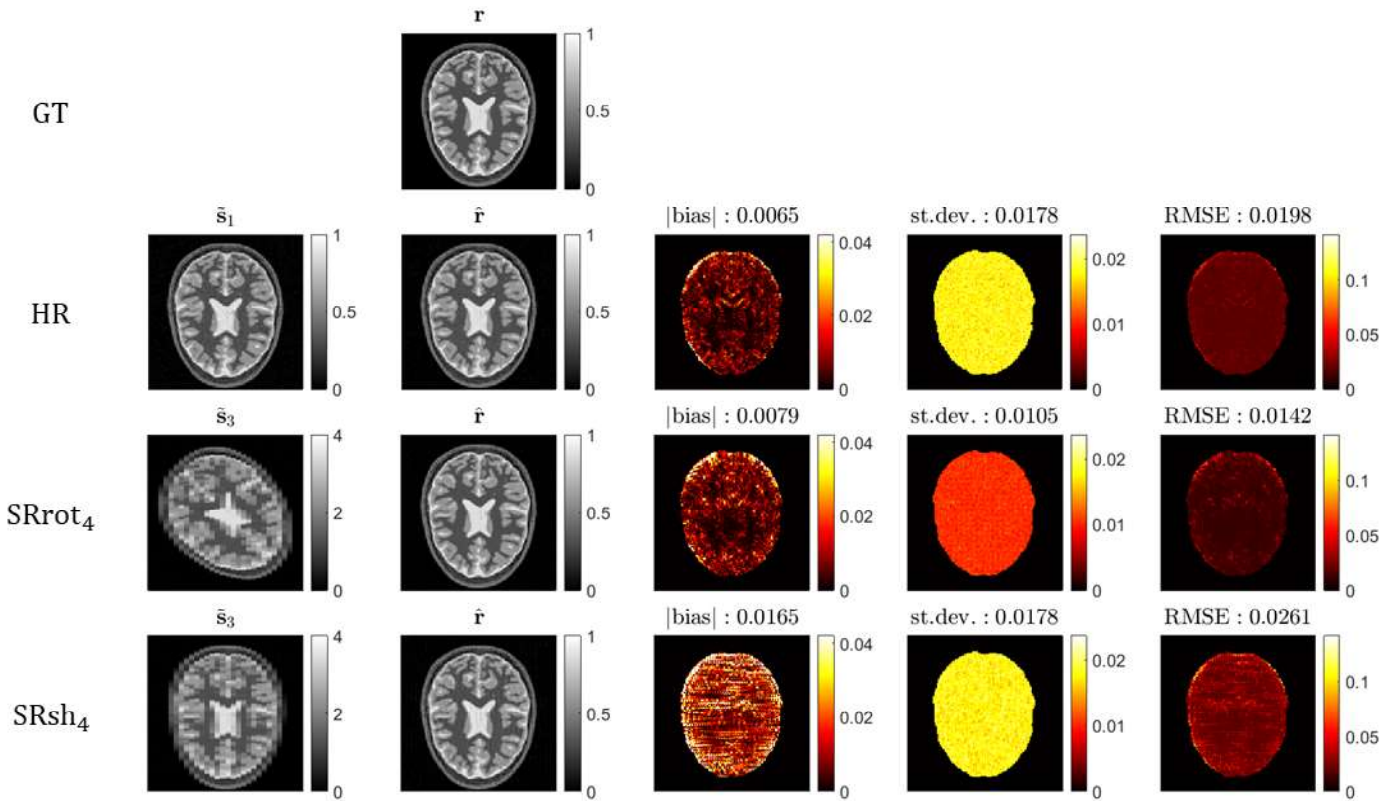 r
GT
1
0.5
0
s̃₁
r̂
|bias| : 0.0065
st.dev. : 0.0178
RMSE : 0.0198
HR
1
0.5
0
1
0.5
0
0.04
0.02
0
0.02
0.01
0
0.1
0.05
0
s̃₃
r̂
|bias| : 0.0079
st.dev. : 0.0105
RMSE : 0.0142
SRrot₄
4
2
0
1
0.5
0
0.04
0.02
0
0.02
0.01
0
0.1
0.05
0
s̃₃
r̂
|bias| : 0.0165
st.dev. : 0.0178
RMSE : 0.0261
SRsh₄
4
2
0
1
0.5
0
0.04
0.02
0
0.02
0.01
0
0.1
0.05
0